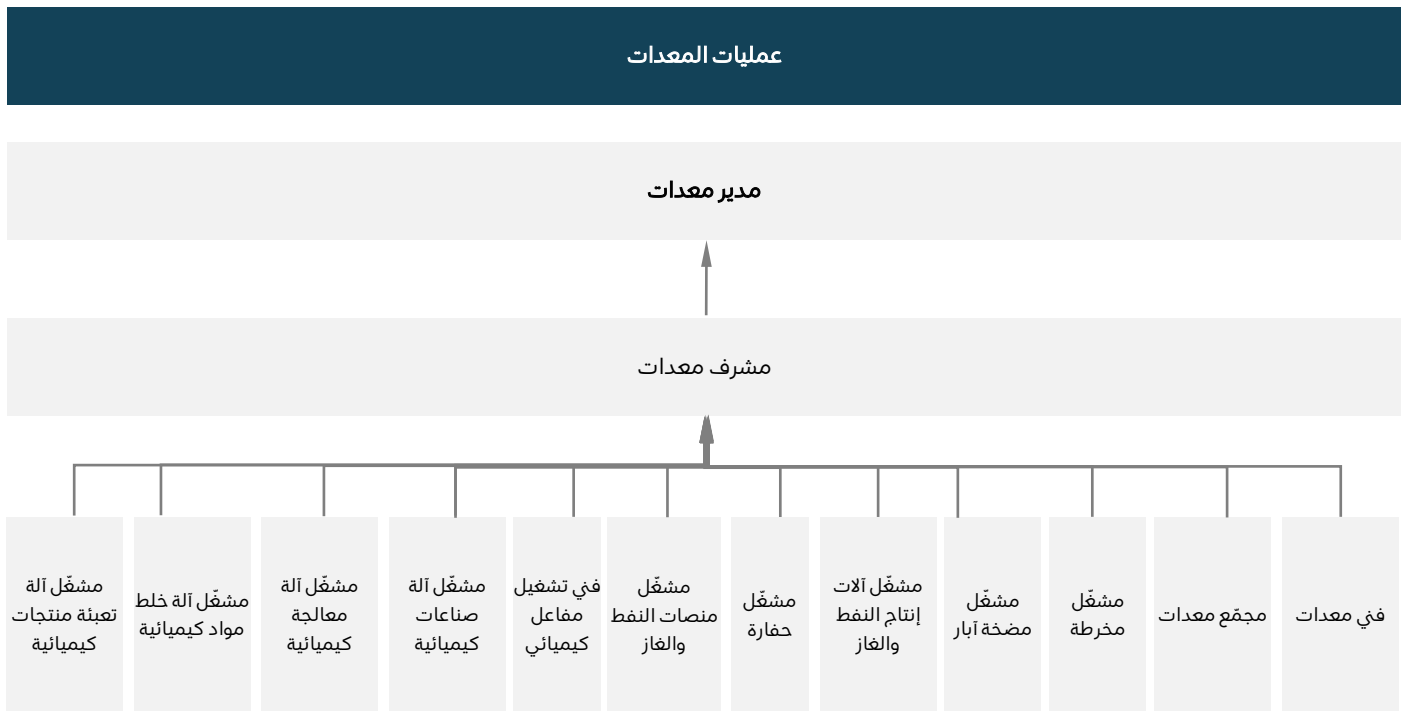 عمليات المعدات
مدير معدات
مشرف معدات
فني معدات
مجمّع معدات
مشغّل
مخرطة
مشغّل
مضخة آبار
مشغّل آلات
إنتاج النفط
والغاز
مشغّل
حفارة
مشغّل
منصات النفط
والغاز
فني تشغيل
مفاعل
كيميائي
مشغّل آلة
صناعات
كيميائية
مشغّل آلة
معالجة
كيميائية
مشغّل آلة خلط
مواد كيميائية
مشغّل آلة
تعبئة منتجات
كيميائية